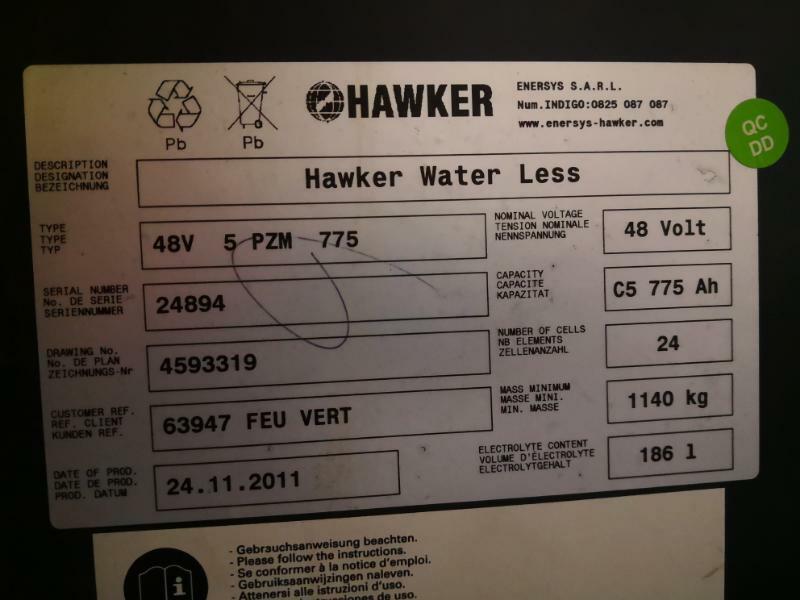 HAWKER
ENERSYS S.A.R.L.
Num.INDIGO:0825 087 087
www.enersys-hawker.com
Pb
Pb
QC
DD
DESCRIPTION
DESIGNATION
BEZEICHNUNG
Hawker Water Less
TYPE
TYPE
TYP
48V 5 PZM 775
NOMINAL VOLTAGE
TENSION NOMINALE
NENNSPANNUNG
48 Volt
SERIAL NUMBER
No. DE SERIE
SERIENNUMMER
24894
CAPACITY
CAPACITE
KAPAZITAT
C5 775 Ah
DRAWING No.
No. DE PLAN
ZEICHNUNGS-Nr
4593319
NUMBER OF CELLS
NB ELEMENTS
ZELLENANZAHL
24
CUSTOMER REF.
REF. CLIENT
KUNDEN REF.
63947 FEU VERT
MASS MINIMUM
MASSE MINI.
MIN. MASSE
1140 kg
DATE OF PROD.
DATE DE PROD.
PROD. DATUM
24.11.2011
ELECTROLYTE CONTENT
VOLUME D'ÉLECTROLYTE
ELECTROLYTGEHALT
186 l
- Gebrauchsanweisung beachten.
- Please follow the instructions.
- Se conformer à la notice d'emploi.
- Gebruiksaanwijzingen naleven.
- Attenersi alle istruzioni d'uso.
de uso.